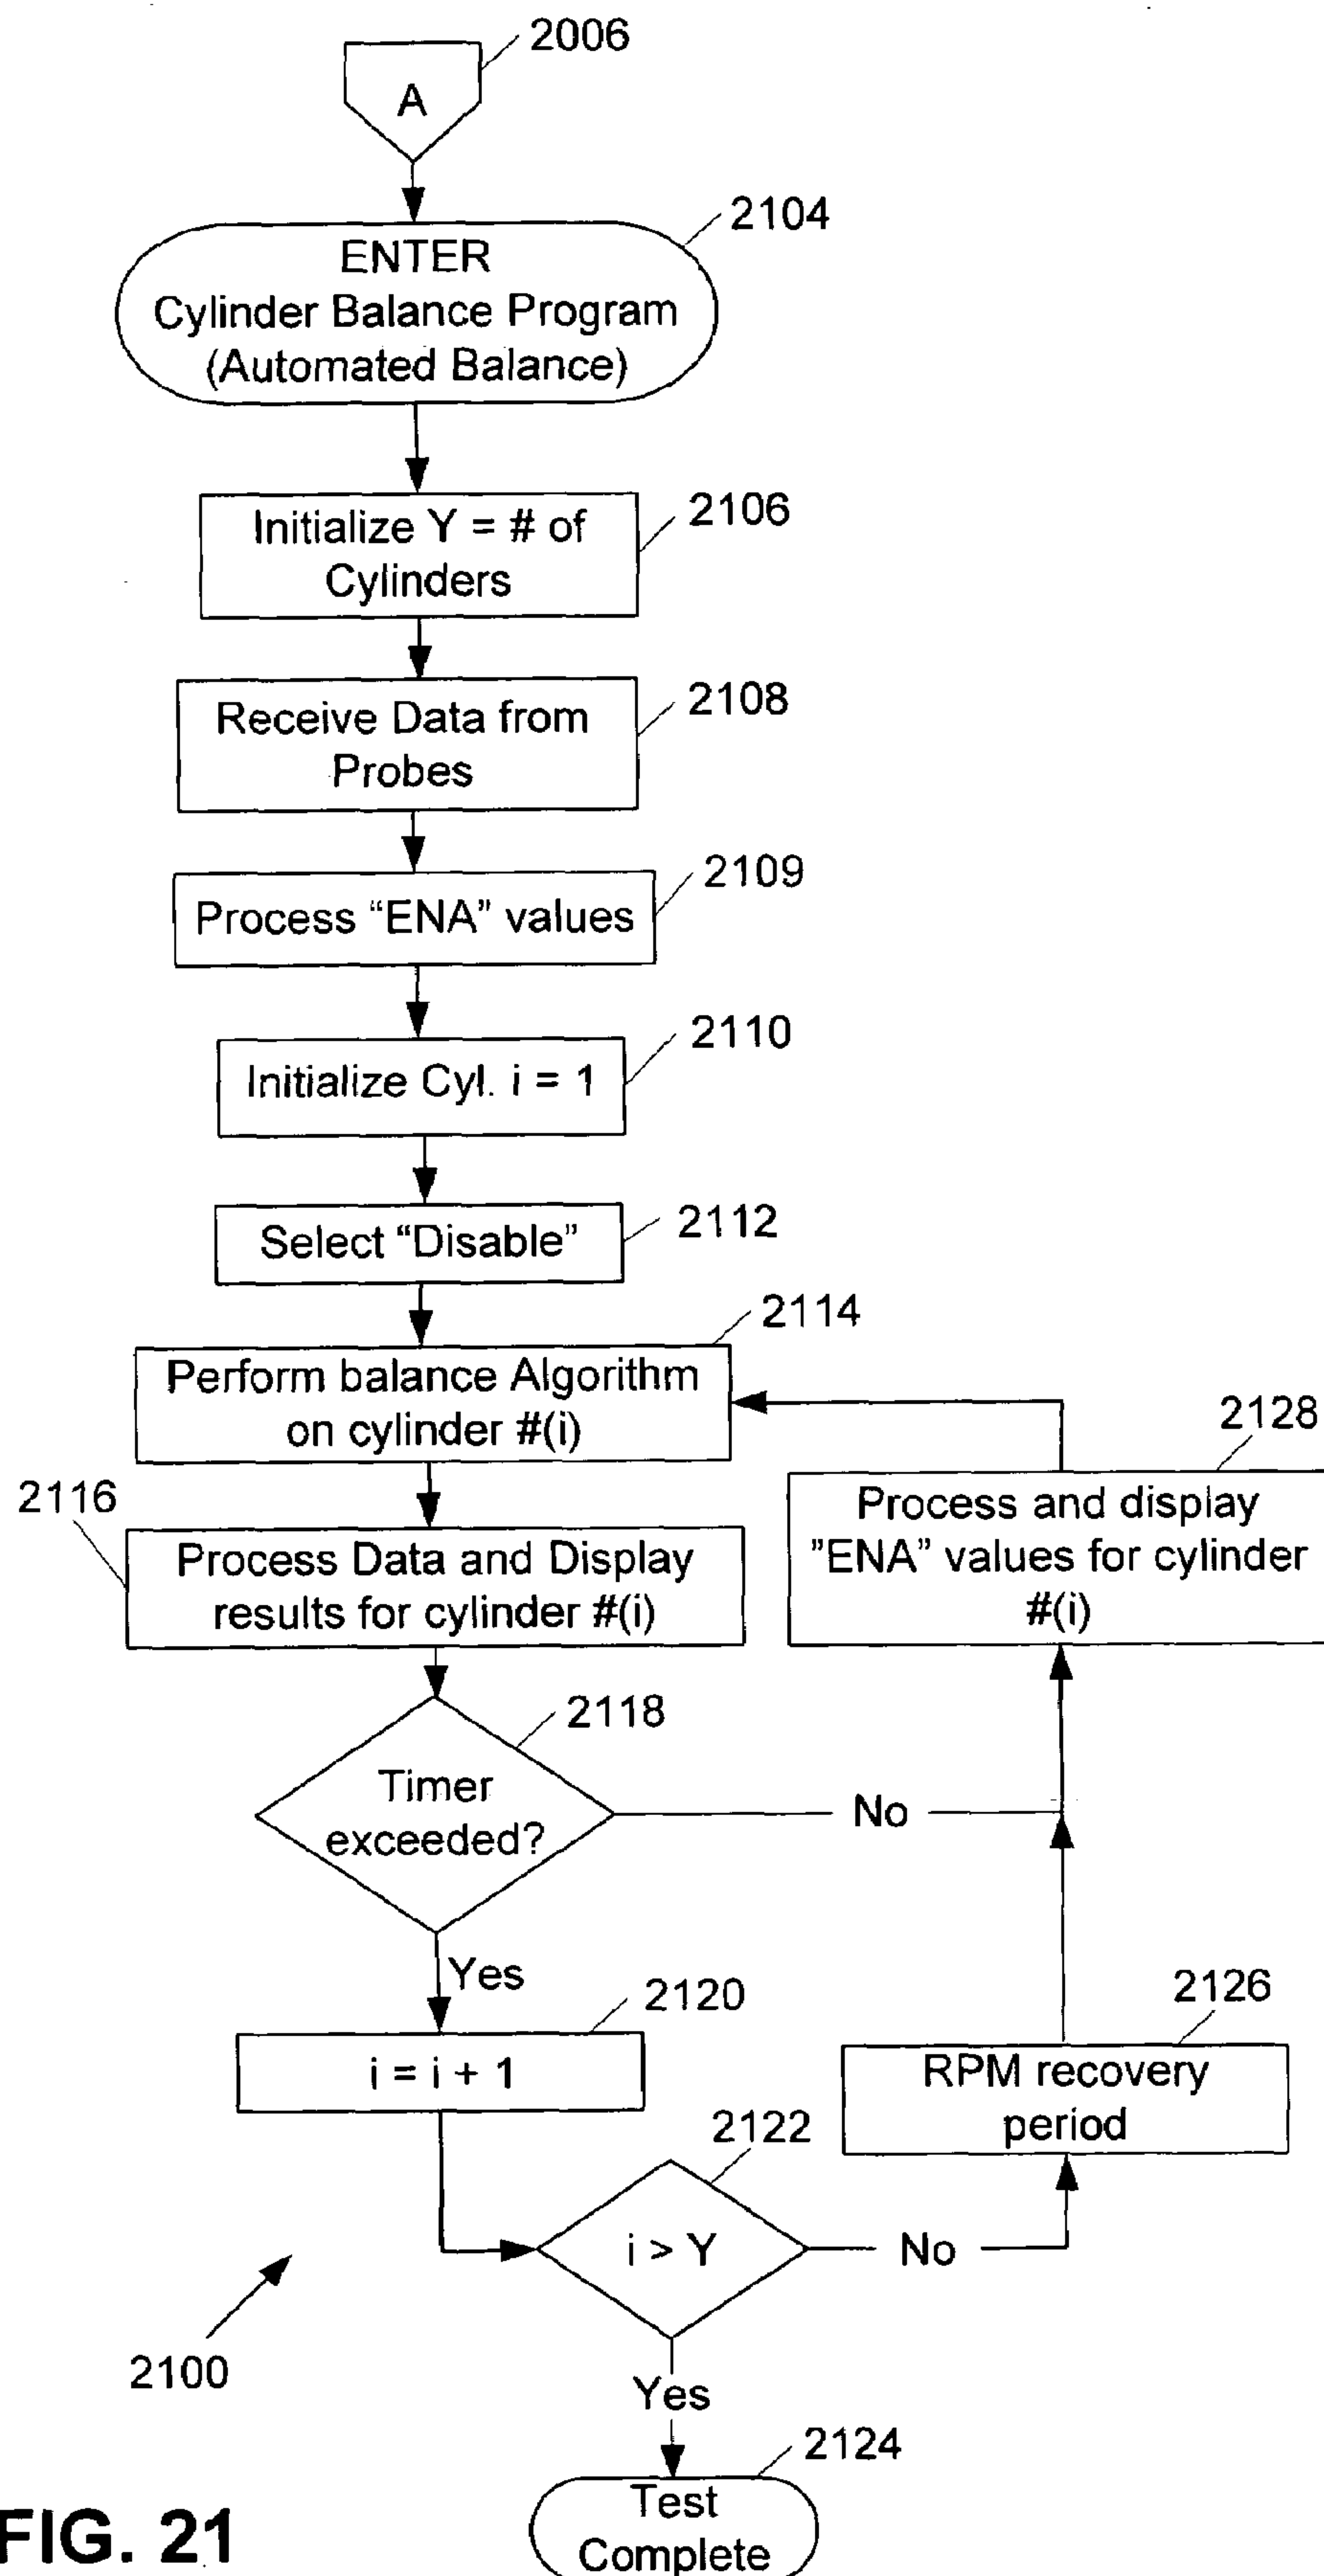 2006
A
2104
ENTER
Cylinder Balance Program
(Automated Balance)
2106
Initialize Y = # of
Cylinders
2108
Receive Data from
Probes
2109
Process “ENA” values
2110
Initialize Cyl. i = 1
2112
Select “Disable”
2114
Perform balance Algorithm
on cylinder #(i)
2128
Process and display
”ENA” values for cylinder
#(i)
2116
Process Data and Display
results for cylinder #(i)
2118
Timer
exceeded?
No
Yes
2120
i = i + 1
2126
RPM recovery
period
2122
i > Y
No
2100
Yes
2124
Test
Complete
FIG. 21